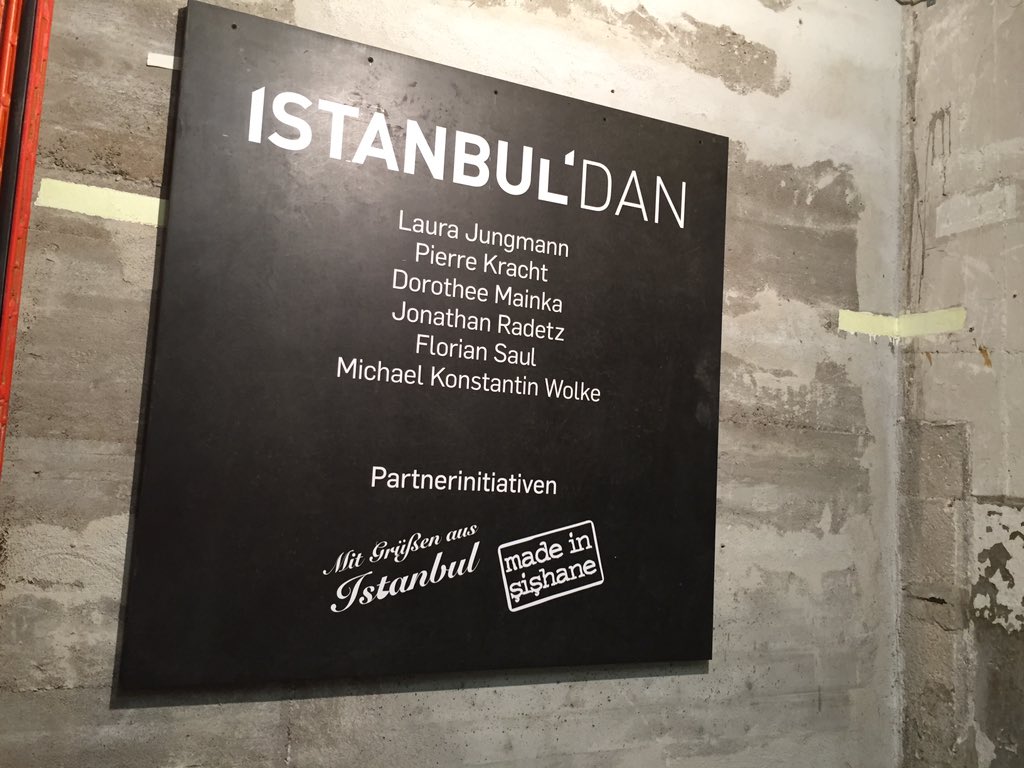 ISTANBUL'DAN
Laura Jungmann
Pierre Kracht
Dorothee Mainka
Jonathan Radetz
Florian Saul
Michael Konstantin Wolke
Partnerinitiativen
Mit Grüßen aus
Istanbul
made in
şişhane